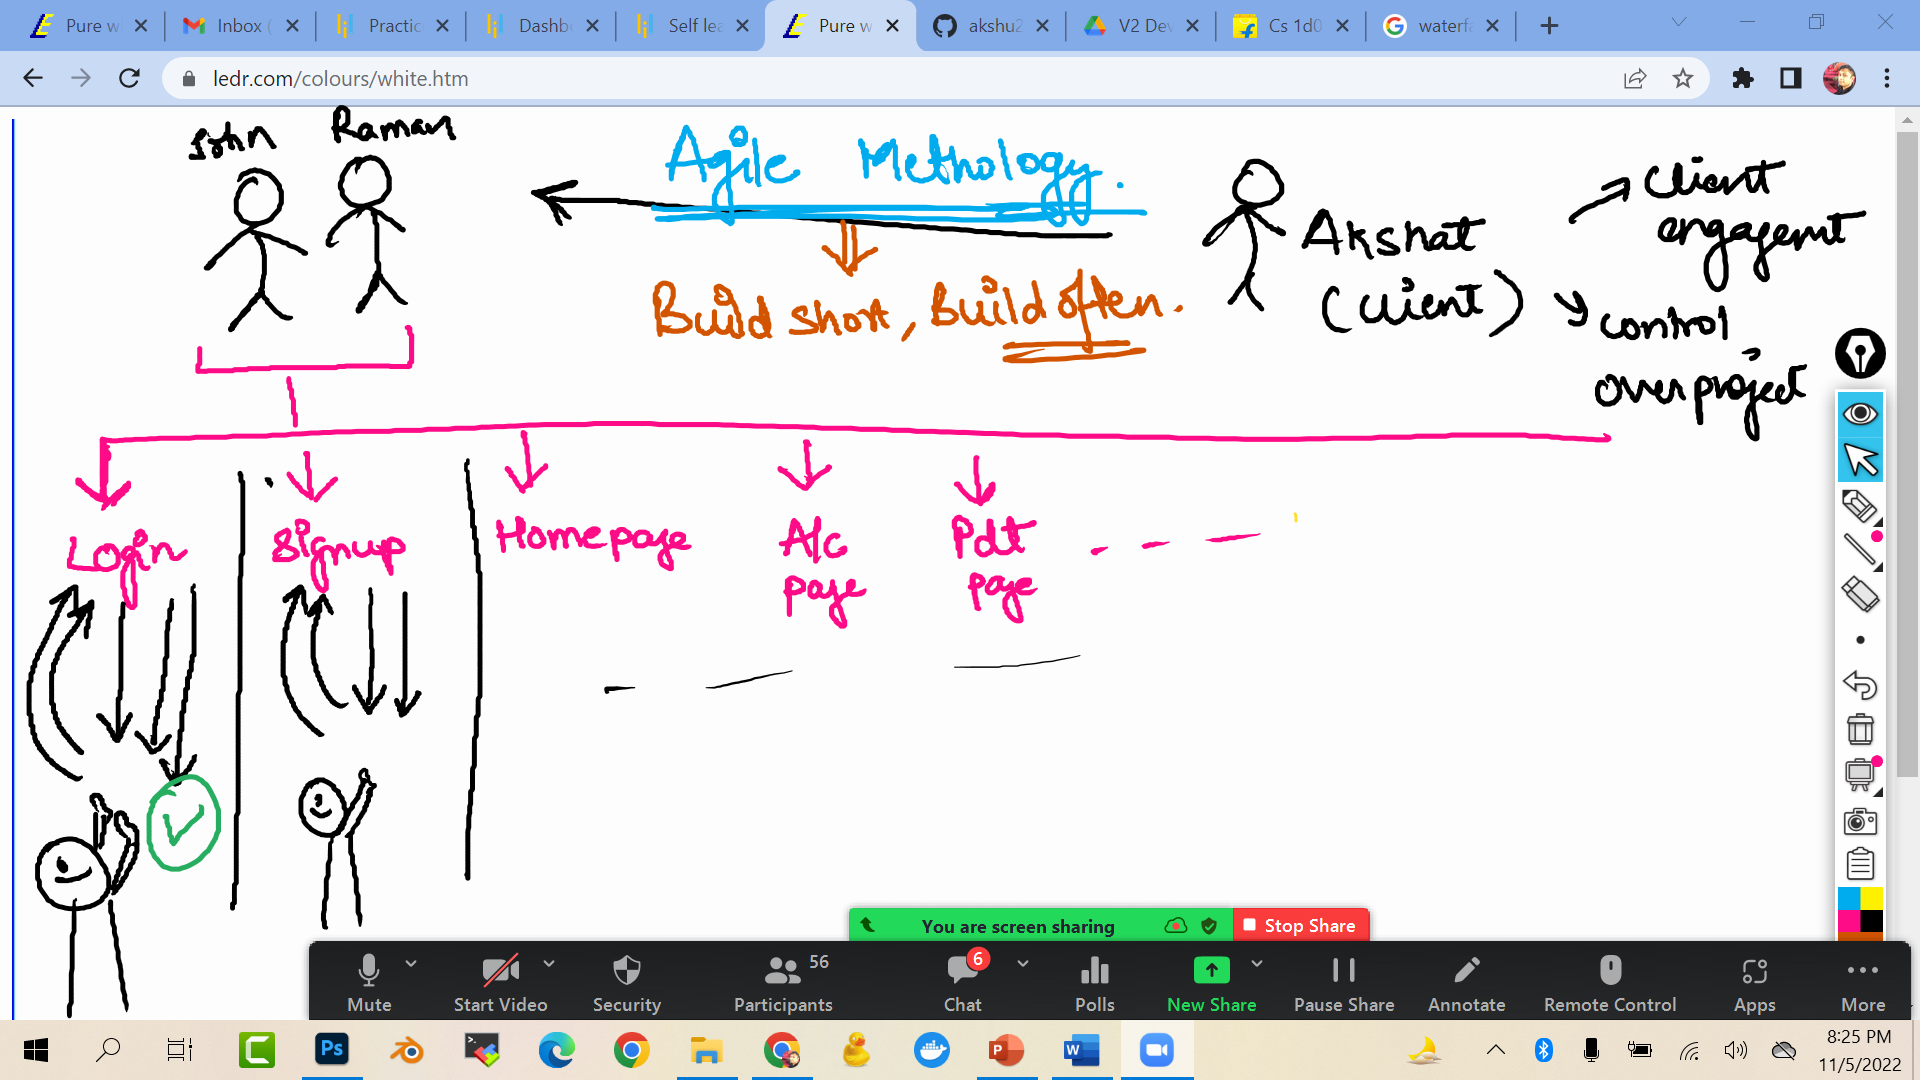 Pure w
Inbox (
Practic
Dashb
Self lea
Pure w
akshu2
V2 Dev
Cs 1d0
waterfa
ledr.com/colours/white.htm
John
Raman
Agile Methology.
Build short, Build often.
Akshat
(client)
Client
engagemt
control
over project
Login
Signup
Homepage
A/c
page
Pdt
page
You are screen sharing
Stop Share
56
6
Mute
Start Video
Security
Participants
Chat
Polls
New Share
Pause Share
Annotate
Remote Control
Apps
More
Ps
P
W
8:25 PM
11/5/2022